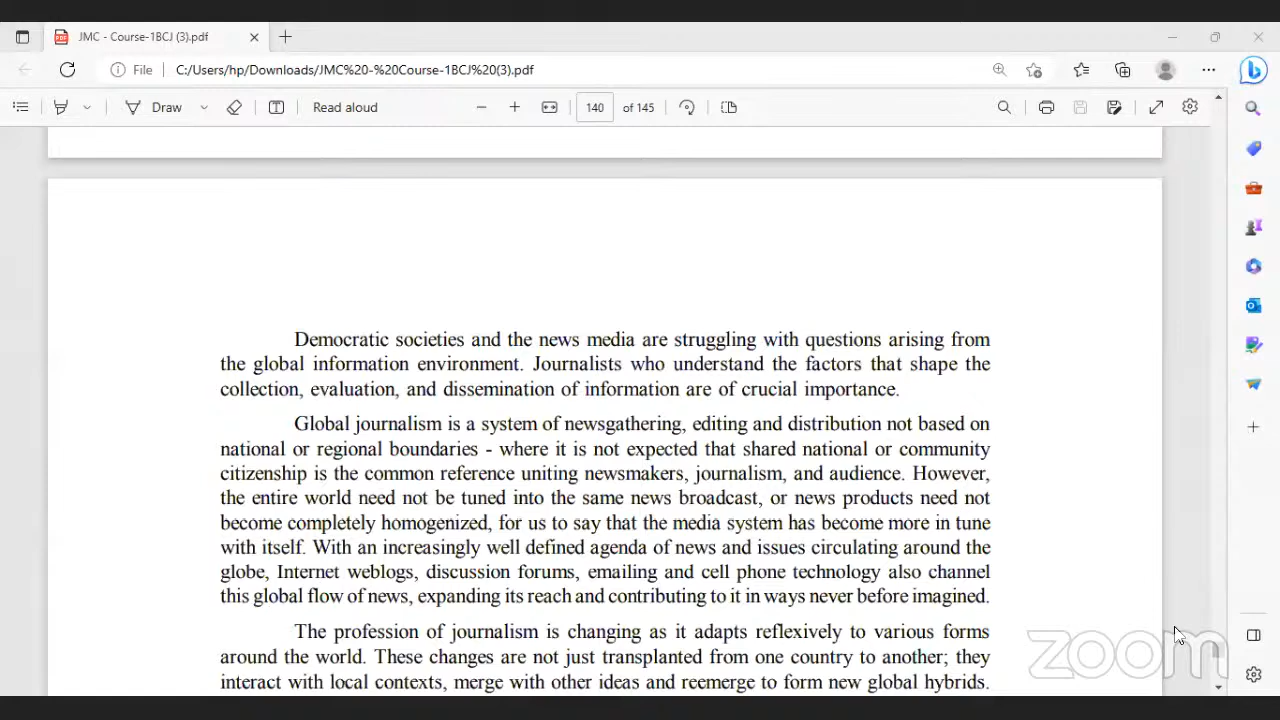 JMC - Course-1BCJ (3).pdf
File
C:/Users/hp/Downloads/JMC%20-%20Course-1BCJ%20(3).pdf
Draw
Read aloud
140
of 145
Democratic societies and the news media are struggling with questions arising from
the global information environment. Journalists who understand the factors that shape the
collection, evaluation, and dissemination of information are of crucial importance.
Global journalism is a system of newsgathering, editing and distribution not based on
national or regional boundaries - where it is not expected that shared national or community
citizenship is the common reference uniting newsmakers, journalism, and audience. However,
the entire world need not be tuned into the same news broadcast, or news products need not
become completely homogenized, for us to say that the media system has become more in tune
with itself. With an increasingly well defined agenda of news and issues circulating around the
globe, Internet weblogs, discussion forums, emailing and cell phone technology also channel
this global flow of news, expanding its reach and contributing to it in ways never before imagined.
The profession of journalism is changing as it adapts reflexively to various forms
around the world. These changes are not just transplanted from one country to another; they
interact with local contexts, merge with other ideas and reemerge to form new global hybrids.
zoom